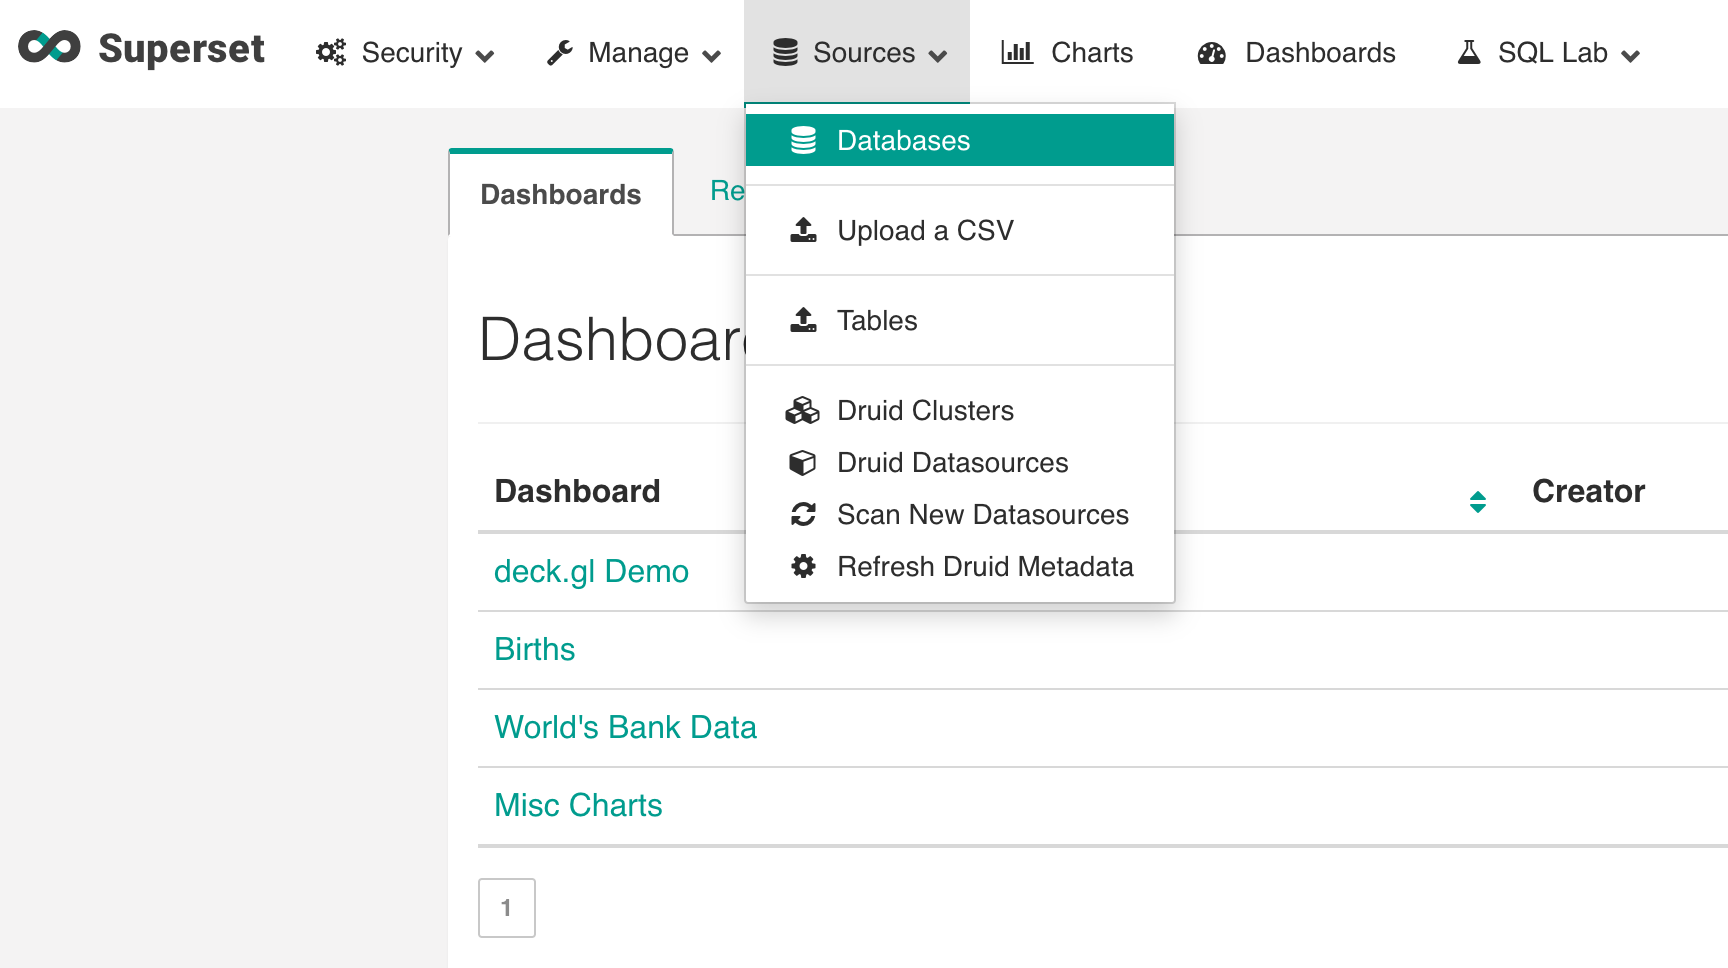 Superset Security Manage Sources Charts Dashboards SQL Lab
Databases
Upload a CSV
Tables
Druid Clusters
Druid Datasources
Scan New Datasources
Refresh Druid Metadata
Dashboards Re
Dashboar
Dashboard Creator
deck.gl Demo
Births
World's Bank Data
Misc Charts
1